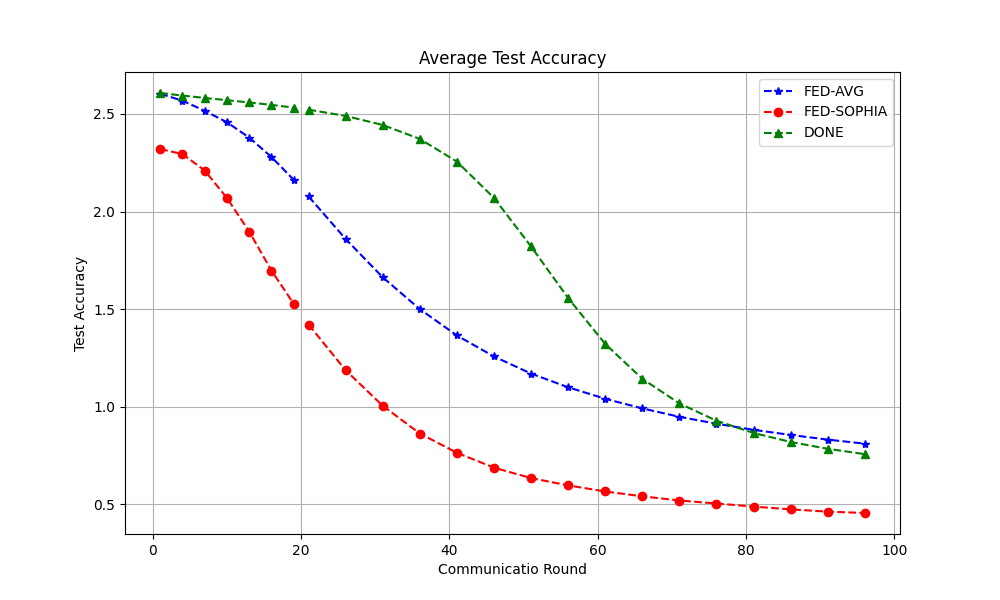 Average Test Accuracy
FED-AVG
FED-SOPHIA
DONE
Test Accuracy
2.5
2.0
1.5
1.0
0.5
0 20 40 60 80 100
Communicatio Round